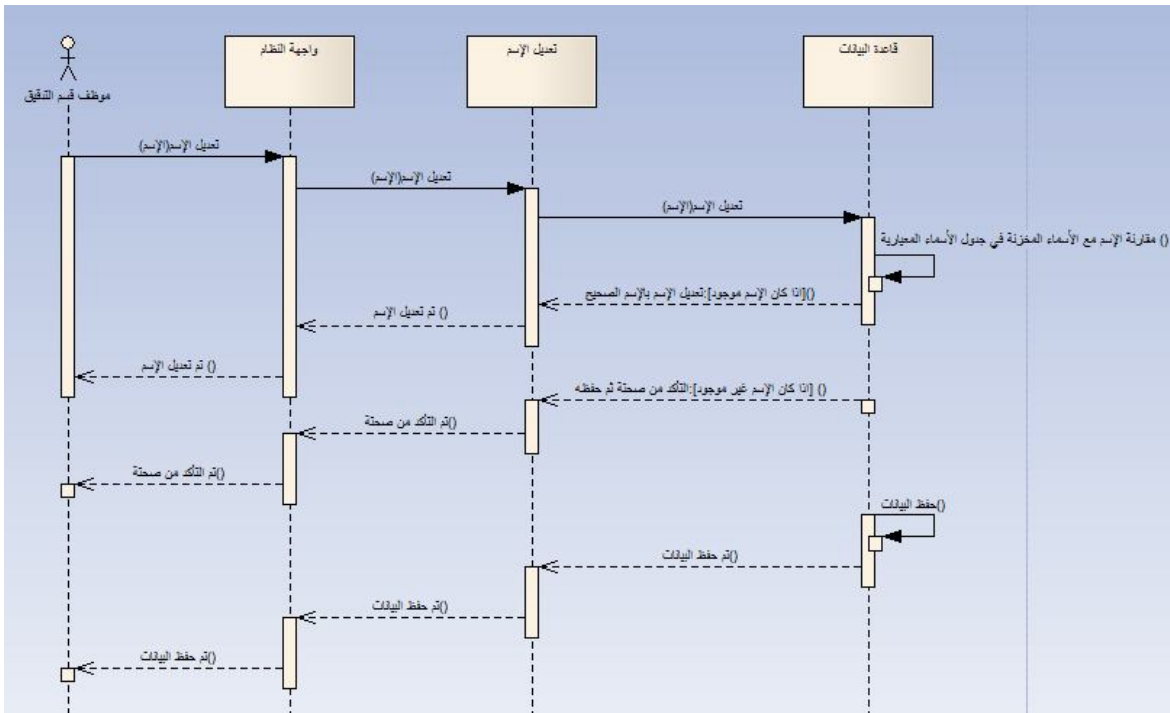 واجهة النظام
تعديل الإسم
قاعدة البيانات
موظف قسم التدقيق
تعديل الإسم(الإسم)
تعديل الإسم(الإسم)
تعديل الإسم(الإسم)
مقارنة الإسم مع الأسماء المخزنة في جدول الأسماء المعيارية ()
()[اذا كان الإسم موجود]:تعديل الإسم بالإسم الصحيح
تم تعديل الإسم ()
تم تعديل الإسم ()
() [اذا كان الإسم غير موجود]:التأكد من صحتة ثم حفظه
تم التأكد من صحتة()
تم التأكد من صحتة()
حفظ البيانات()
تم حفظ البيانات()
تم حفظ البيانات()
تم حفظ البيانات()